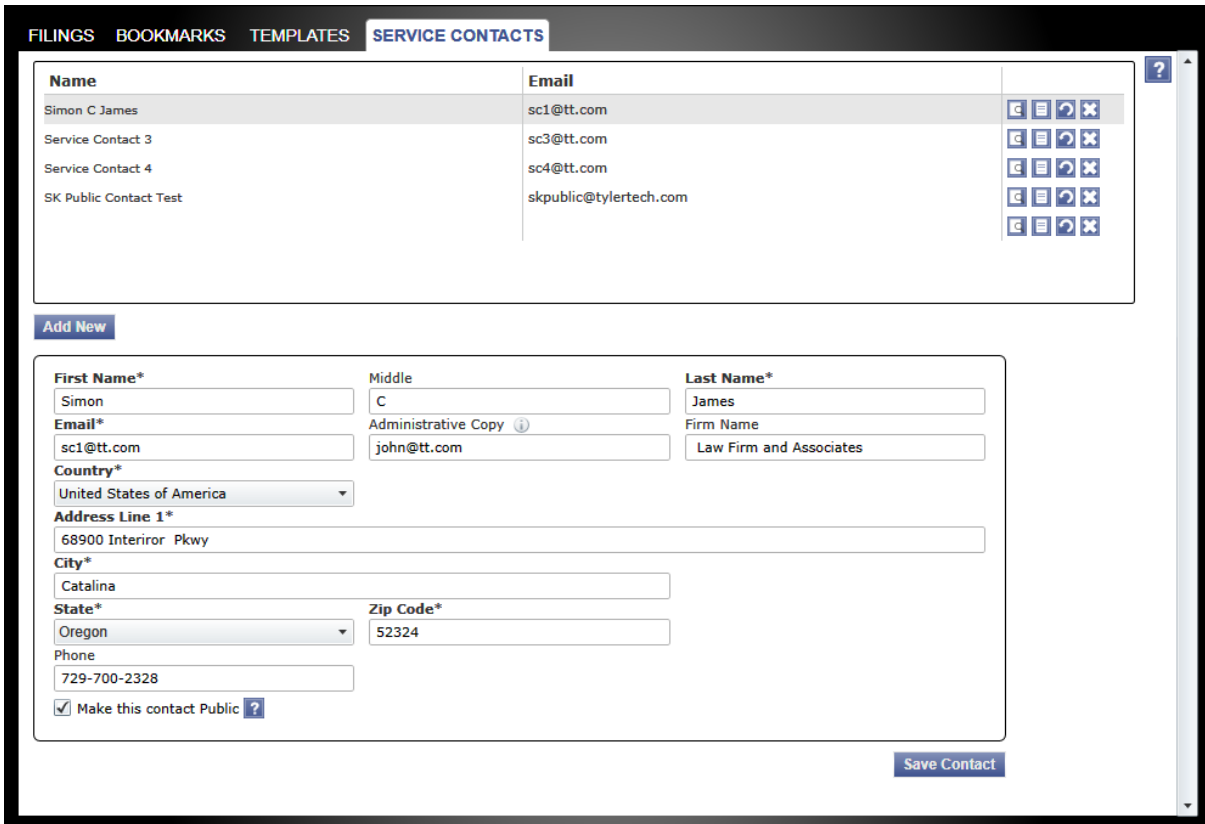 FILINGS BOOKMARKS TEMPLATES SERVICE CONTACTS
?
Name Email
Simon C James sc1@tt.com
Service Contact 3 sc3@tt.com
Service Contact 4 sc4@tt.com
SK Public Contact Test skpublic@tylertech.com
Add New
First Name* Middle Last Name*
Simon C James
Email* Administrative Copy i Firm Name
sc1@tt.com john@tt.com Law Firm and Associates
Country*
United States of America
Address Line 1*
68900 Interiror Pkwy
City*
Catalina
State* Zip Code*
Oregon 52324
Phone
729-700-2328
Make this contact Public ?
Save Contact